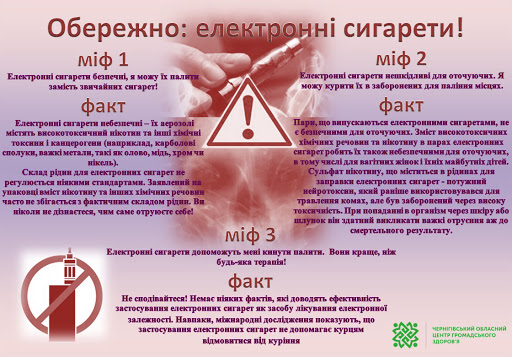 Обережно: електронні сигарети!
міф 1
Електронні сигарети безпечні, я можу їх палити
замість звичайних сигарет!
факт
Електронні сигарети небезпечні – їх аерозолі
містять високотоксичний нікотин та інші хімічні
токсини і канцерогени (наприклад, карболові
сполуки, важкі метали, такі як олово, мідь, хром чи
нікель).
Склад рідин для електронних сигарет не
регулюється ніякими стандартами. Заявлений на
упаковці вміст нікотину та інших хімічних речовин
часто не збігається з фактичним складом рідин. Ви
ніколи не дізнаєтеся, чим саме отруюєте себе!
міф 2
Електронні сигарети нешкідливі для оточуючих. Я
можу курити їх в заборонених для паління місцях.
факт
Пари, що випускаються електронними сигаретами, не
є безпечними для оточуючих. Зміст високотоксичних
хімічних речовин та нікотину в парах електронних
сигарет робить їх також небезпечними для оточуючих,
в тому числі для вагітних жінок і їхніх майбутніх дітей.
Сульфат нікотину, що міститься в рідинах для
заправки електронних сигарет - потужний
нейротоксин, який раніше використовувався для
травлення комах, але був заборонений через високу
токсичність. При попаданні в організм через шкіру або
шлунок він здатний викликати важкі отруєння аж до
смертельного результату.
міф 3
Електронні сигарети допоможуть мені кинути палити. Вони краще, ніж
будь-яка терапія!
факт
Не сподівайтеся! Немає ніяких фактів, які доводять ефективність
застосування електронних сигарет як засобу лікування електронної
залежності. Навпаки, міжнародні дослідження показують, що
застосування електронних сигарет не допомагає курцям
відмовитися від куріння
ЧЕРНІГІВСЬКИЙ ОБЛАСНИЙ
ЦЕНТР ГРОМАДСЬКОГО
ЗДОРОВ'Я